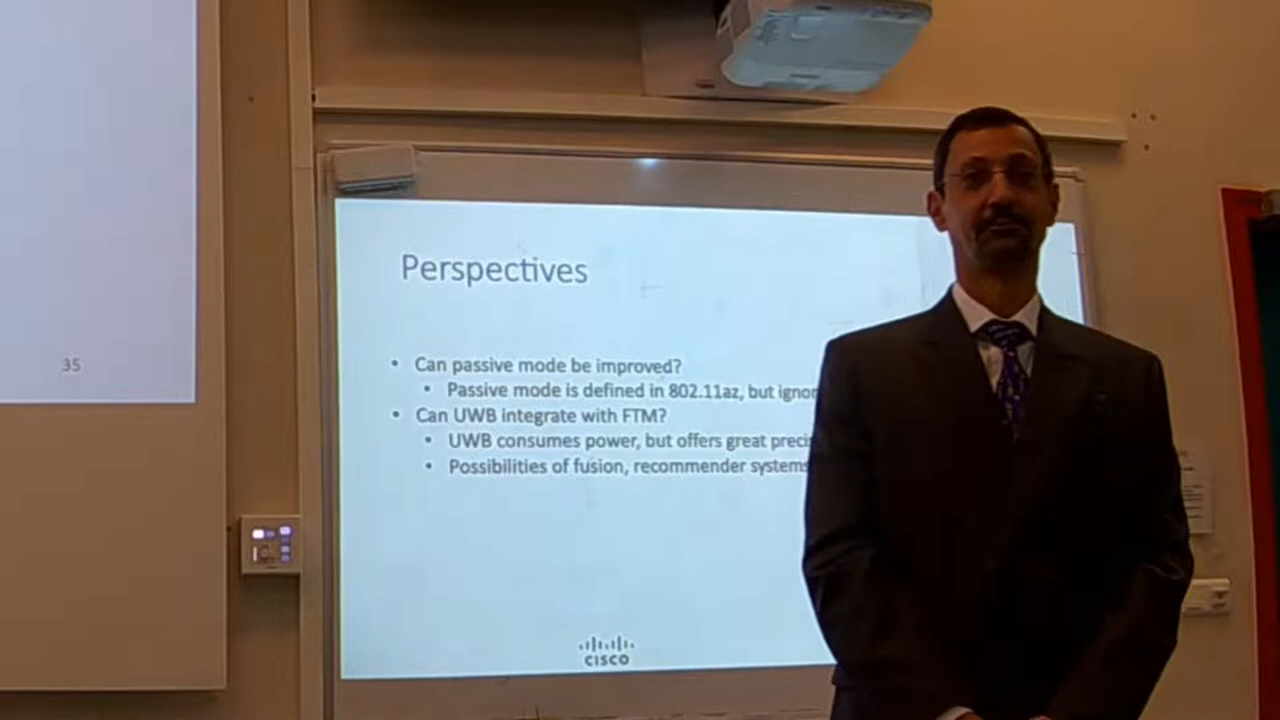 35
Perspectives
• Can passive mode be improved?
• Passive mode is defined in 802.11az, but ignor
• Can UWB integrate with FTM?
• UWB consumes power, but offers great preci
• Possibilities of fusion, recommender systems
CISCO